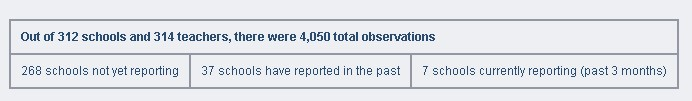 Out of 312 schools and 314 teachers, there were 4,050 total observations
268 schools not yet reporting
37 schools have reported in the past
7 schools currently reporting (past 3 months)